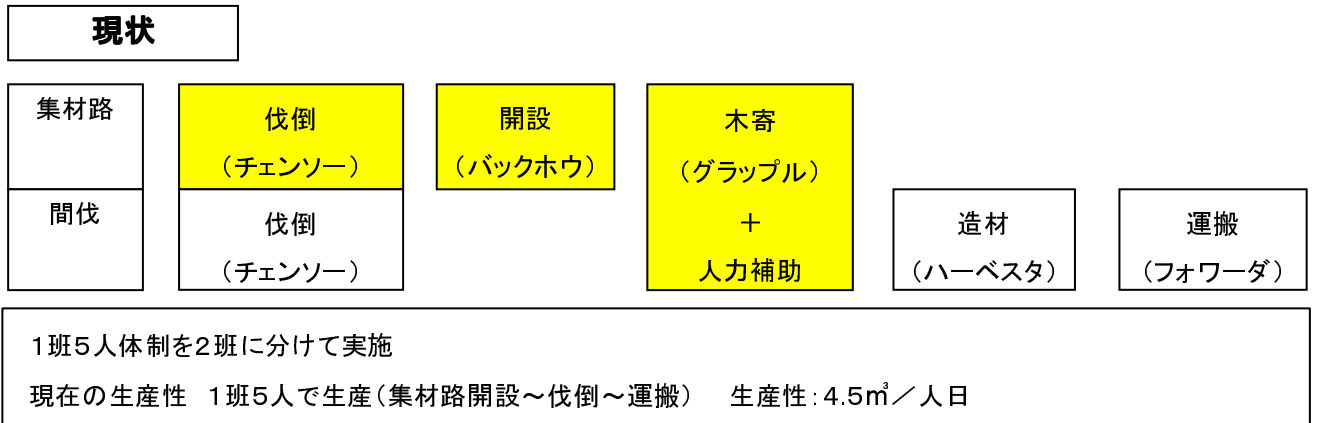 現状
集材路
伐倒
(チェンソー)
開設
(バックホウ)
木寄
(グラップル)
+
人力補助
間伐
伐倒
(チェンソー)
造材
(ハーベスタ)
運搬
(フォワーダ)
1班5人体制を2班に分けて実施
現在の生産性 1班5人で生産(集材路開設~伐倒~運搬) 生産性:4.5㎥/人日